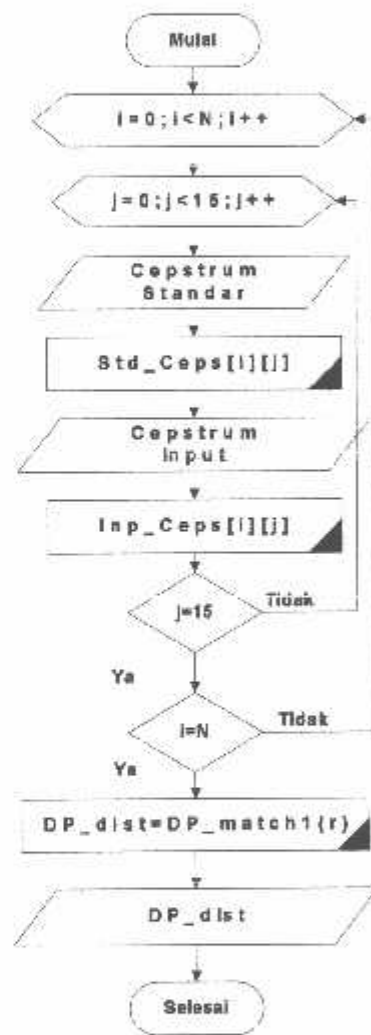 Mulai
i=0;i<N;i++
j=0;j<15;j++
Cepstrum
Standar
Std_Ceps[i][j]
Cepstrum
Input
Inp_Ceps[i][j]
j=15
Tidak
Ya
i=N
Tidak
Ya
DP_dist=DP_match1{r}
DP_dist
Selesai